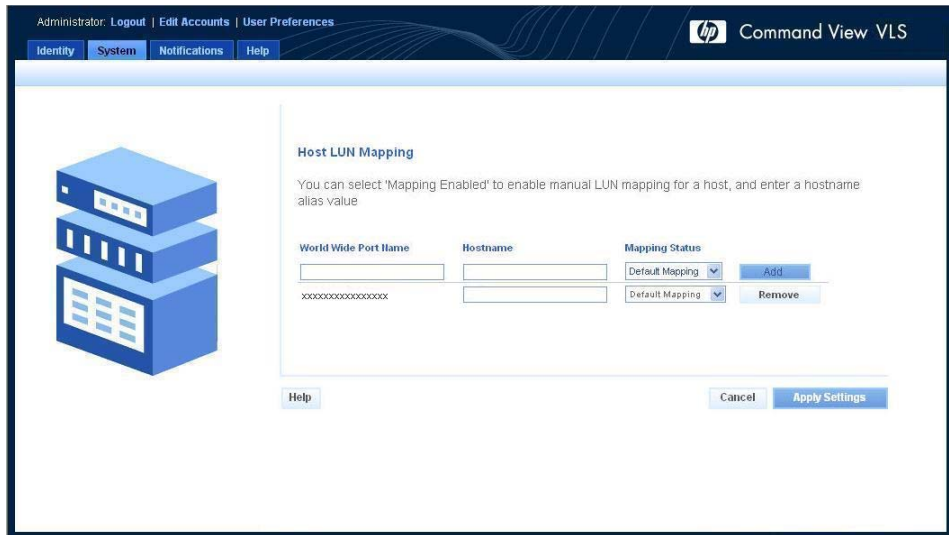 Administrator: Logout | Edit Accounts | User Preferences
hp Command View VLS
Identity System Notifications Help
Host LUN Mapping
You can select 'Mapping Enabled' to enable manual LUN mapping for a host, and enter a hostname
alias value
World Wide Port Name Hostname Mapping Status
Default Mapping Add
xxxxxxxxxxxxxxxx Default Mapping Remove
Help Cancel Apply Settings